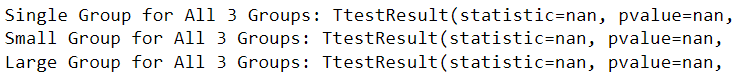 Single Group for All 3 Groups: TtestResult(statistic=nan, pvalue=nan,
Small Group for All 3 Groups: TtestResult(statistic=nan, pvalue=nan,
Large Group for All 3 Groups: TtestResult(statistic=nan, pvalue=nan,